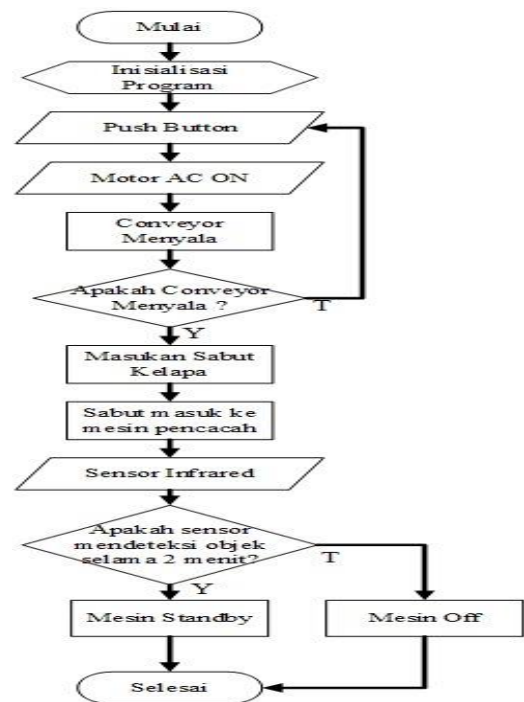 Mulai
Inisialisasi
Program
Push Button
Motor AC ON
Conveyor
Menyala
Apakah Conveyor
Menyala ?
T
Y
Masukan Sabut
Kelapa
Sabut masuk ke
mesin pencacah
Sensor Infrared
Apakah sensor
mendeteksi objek
selama 2 menit?
T
Y
Mesin Standby
Mesin Off
Selesai